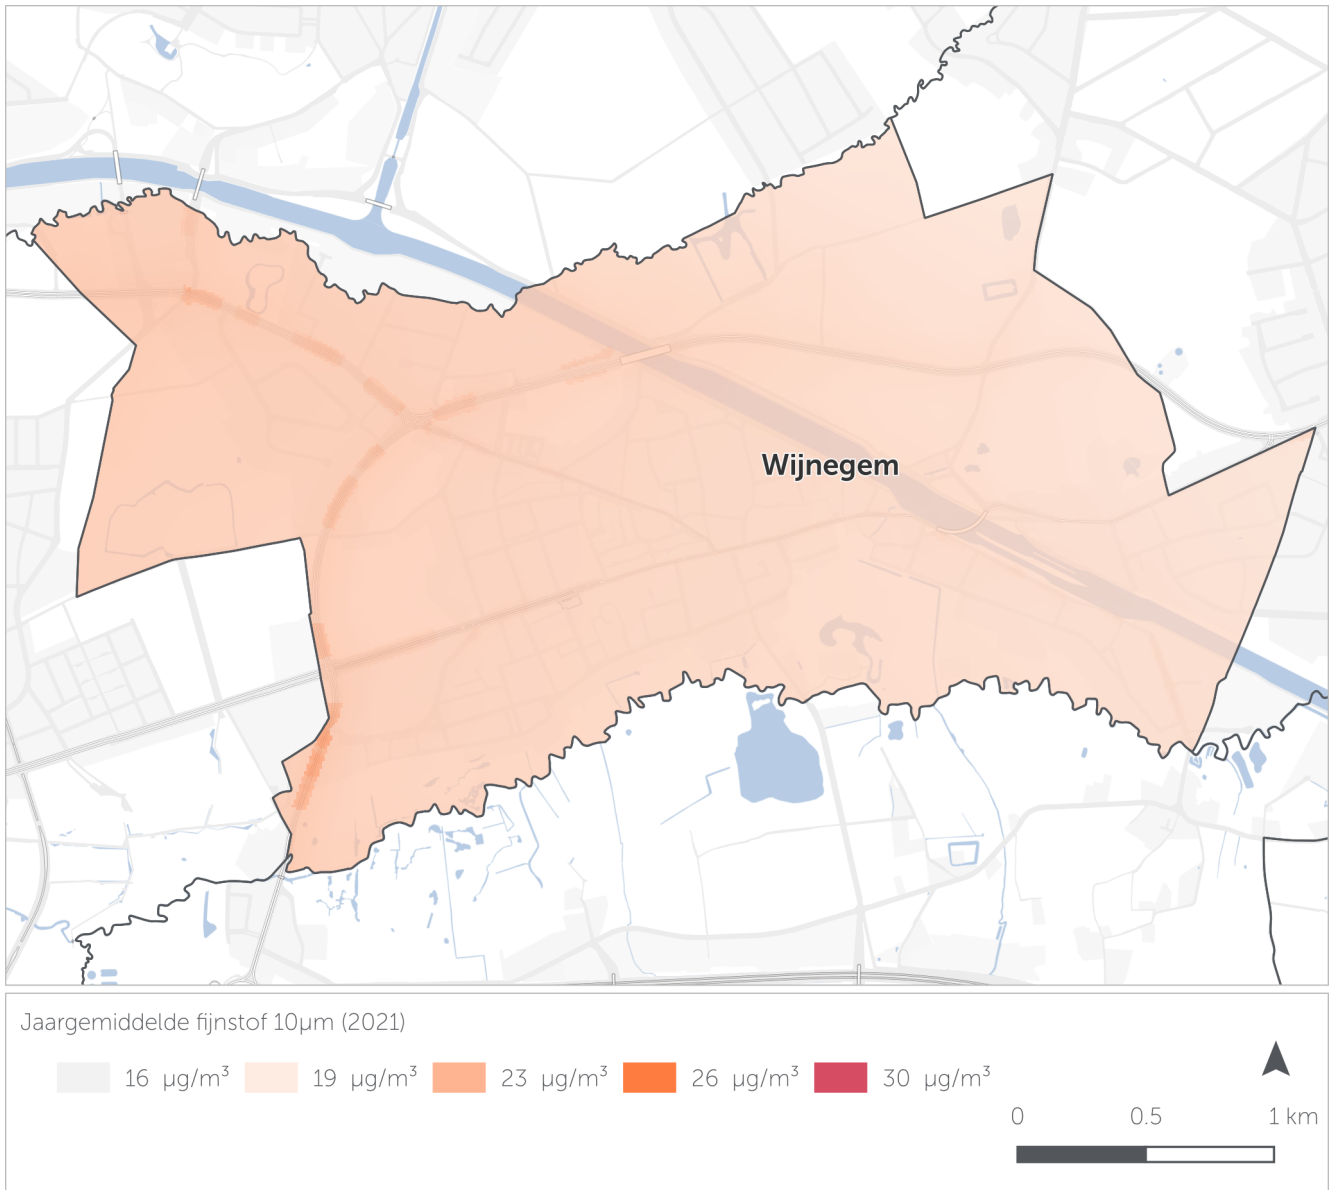 Wijnegem
Jaargemiddelde fijnstof 10µm (2021)
16 µg/m³ 19 µg/m³ 23 µg/m³ 26 µg/m³ 30 µg/m³
0 0.5 1 km